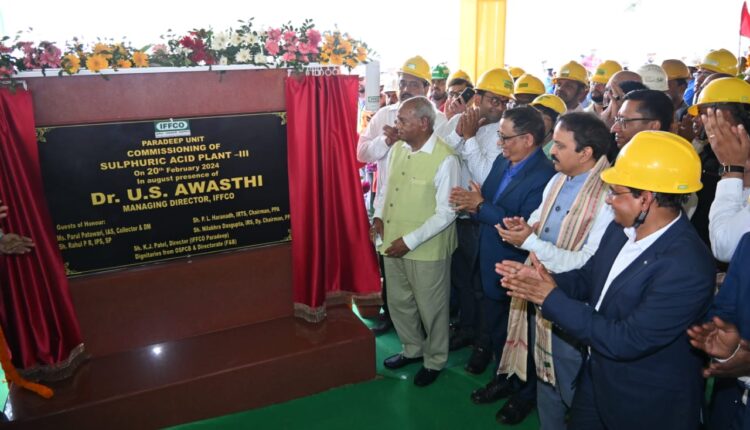 IFFCO
PARADEEP UNIT
COMMISSIONING OF
SULPHURIC ACID PLANT -III
On 20th February 2024
In august presence of
Dr. U.S. AWASTHI
MANAGING DIRECTOR, IFFCO
Guests of Honour:
Ms. Parul Patawari, IAS, Collector & DM
Sh. Rahul P R, IPS, SP
Sh. P. L. Haranadh, IRTS, Chairman, PPA
Sh. Nilabhra Dasgupta, IRS, Dy. Chairman, PP
Sh. K.J. Patel, Director (IFFCO Paradeep)
Dignitaries from OSPCB & Directorate (F&B)